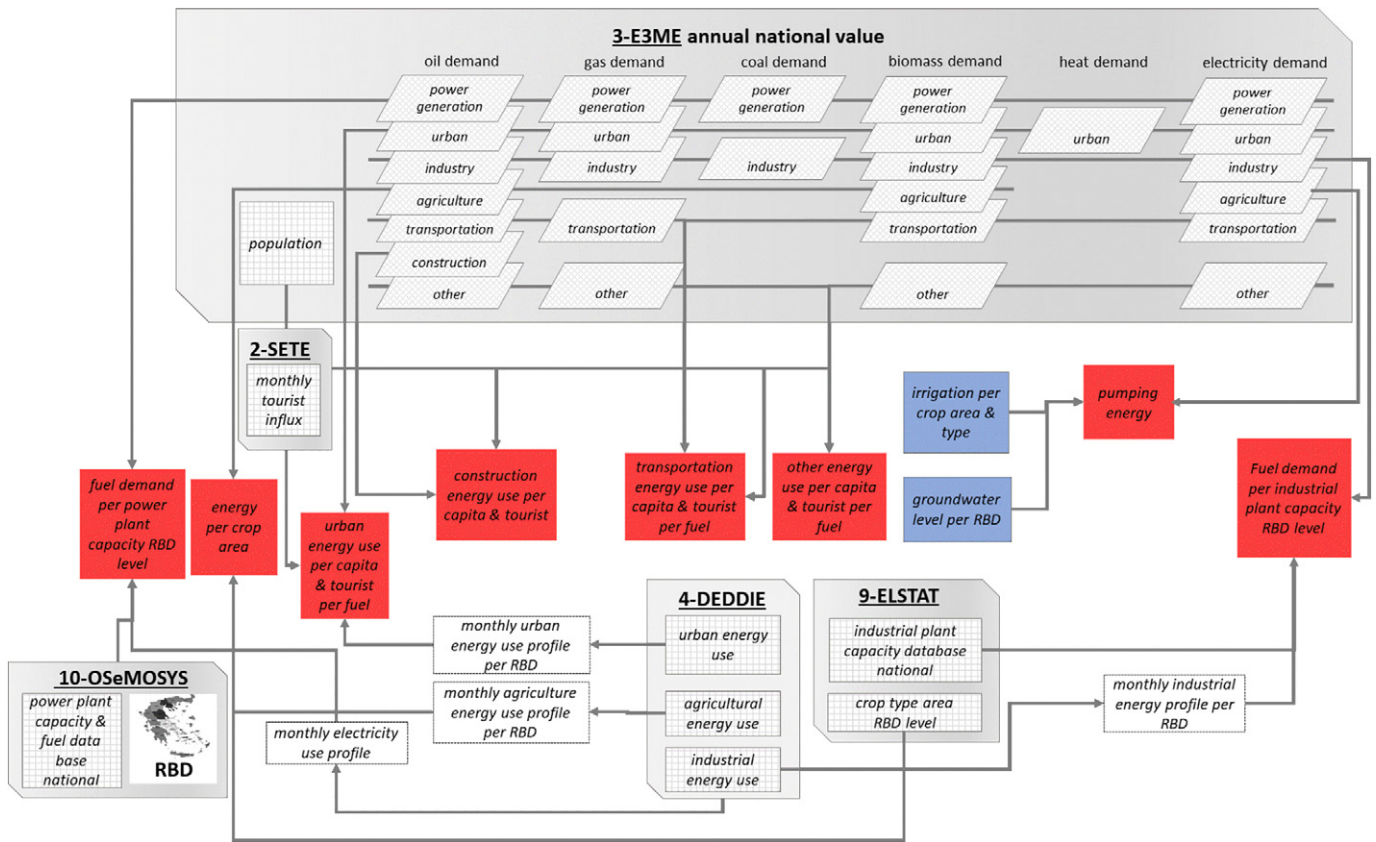 3-E3ME annual national value
oil demand
gas demand
coal demand
biomass demand
heat demand
electricity demand
power
generation
power
generation
power
generation
power
generation
power
generation
urban
urban
urban
urban
urban
industry
industry
industry
industry
industry
agriculture
agriculture
agriculture
transportation
transportation
transportation
transportation
construction
other
other
other
other
population
2-SETE
monthly
tourist
influx
irrigation per
crop area &
type
pumping
energy
groundwater
level per RBD
fuel demand
per power
plant
capacity RBD
level
energy
per crop
area
urban
energy use
per capita
& tourist
per fuel
construction
energy use per
capita & tourist
transportation
energy use per
capita & tourist
per fuel
other energy
use per capita
& tourist per
fuel
Fuel demand
per industrial
plant capacity
RBD level
4-DEDDIE
urban energy
use
agricultural
energy use
industrial
energy use
9-ELSTAT
industrial plant
capacity database
national
crop type area
RBD level
monthly urban
energy use profile
per RBD
monthly agriculture
energy use profile
per RBD
monthly electricity
use profile
monthly industrial
energy profile per
RBD
10-OSeMOSYS
power plant
capacity &
fuel data
base
national
RBD